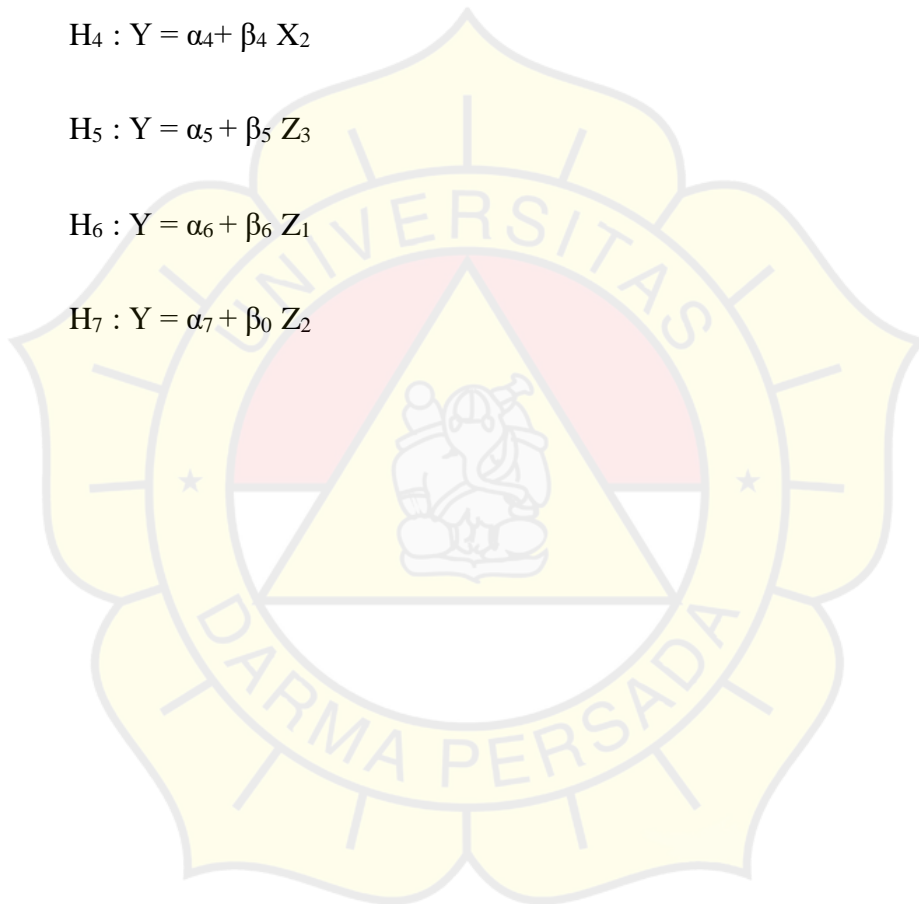 H₄ : Y = α₄+ β₄ X₂
H₅ : Y = α₅ + β₅ Z₃
H₆ : Y = α₆ + β₆ Z₁
H₇ : Y = α₇ + β₀ Z₂
UNIVERSITAS
DARMA PERSADA